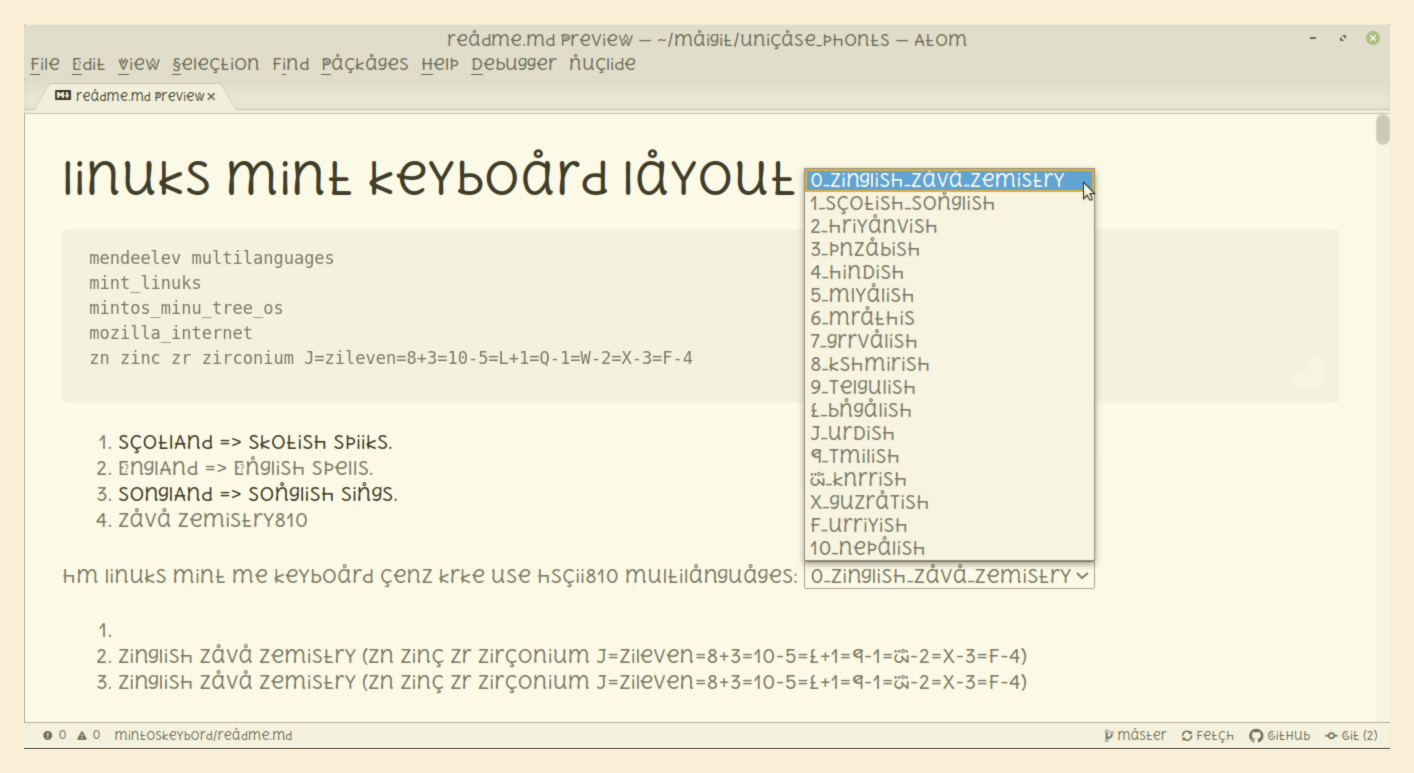 readme.md Preview — ~/maigit/unicase_phonts — Atom
File Edit View Selection Find Packages Help Debugger Nuclide
readme.md Preview ×
linuks mint keyboard layout
mendeelev multilanguages
mint_linuks
mintos_minu_tree_os
mozilla_internet
zn zinc zr zirconium J=zileven=8+3=10-5=L+1=Q-1=W-2=X-3=F-4
1. scotland => skotish spiiks.
2. England => English spells.
3. songland => songlish sings.
4. zava zemistry810
hm linuks mint me keyboard cenz krke use hscii810 multilanguages: 0_zinglish_zava_zemistry
0_zinglish_zava_zemistry
1_scotish_songlish
2_hriyanvish
3_pnzabish
4_hinDish
5_mlyalish
6_mrathis
7_grrvalish
8_kshmirish
9_Telgulish
L_bngalish
J_urDish
Q_Tmilish
W_knrrish
X_guzraTish
F_urriyish
10_nepalish
1.
2. zinglish zava zemistry (zn zinc zr zirconium J=zileven=8+3=10-5=L+1=Q-1=W-2=X-3=F-4)
3. zinglish zava zemistry (zn zinc zr zirconium J=zileven=8+3=10-5=L+1=Q-1=W-2=X-3=F-4)
0 0 mintoskeybord/readme.md master Fetch GitHub Git (2)